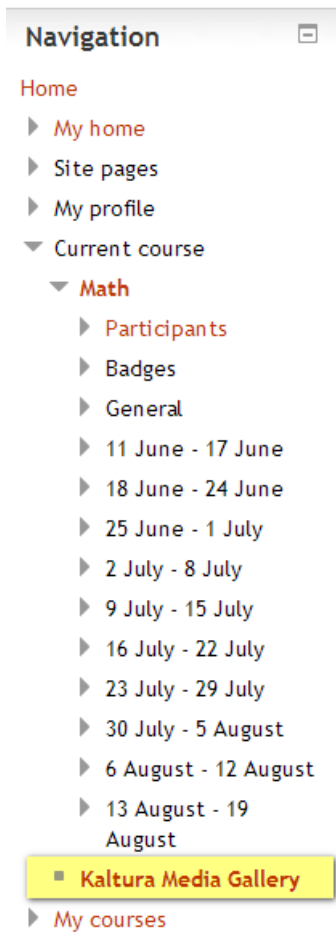 Navigation
Home
My home
Site pages
My profile
Current course
Math
Participants
Badges
General
11 June - 17 June
18 June - 24 June
25 June - 1 July
2 July - 8 July
9 July - 15 July
16 July - 22 July
23 July - 29 July
30 July - 5 August
6 August - 12 August
13 August - 19
August
Kaltura Media Gallery
My courses